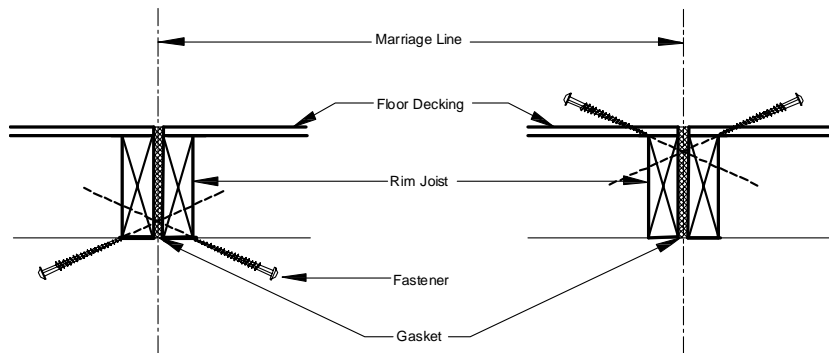 Marriage Line
Floor Decking
Rim Joist
Fastener
Gasket